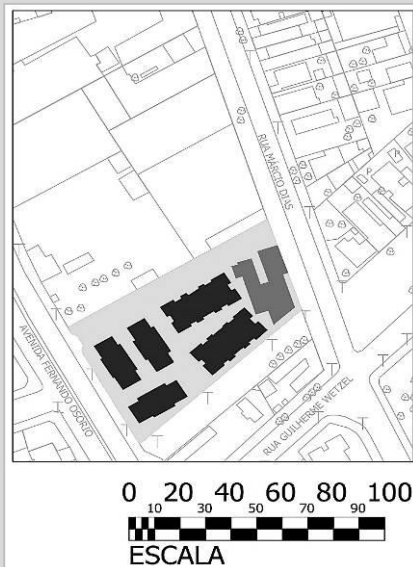 RUA MÁRCIO DIAS
AVENIDA FERNANDO OSÓRIO
RUA GUILHERME WETZEL
P
P
0 20 40 60 80 100
10 30 50 70 90
ESCALA